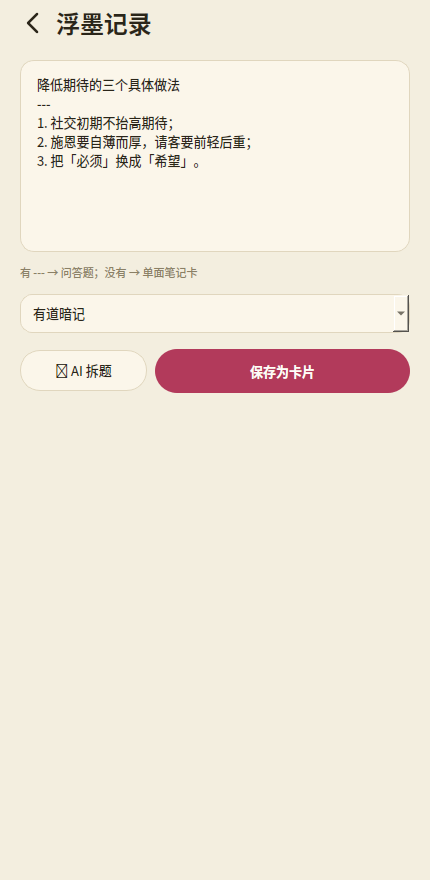 浮墨记录
降低期待的三个具体做法
---
1. 社交初期不抬高期待；
2. 施恩要自薄而厚，请客要前轻后重；
3. 把「必须」换成「希望」。
有 --- → 问答题；没有 → 单面笔记卡
有道暗记
AI 拆题
保存为卡片